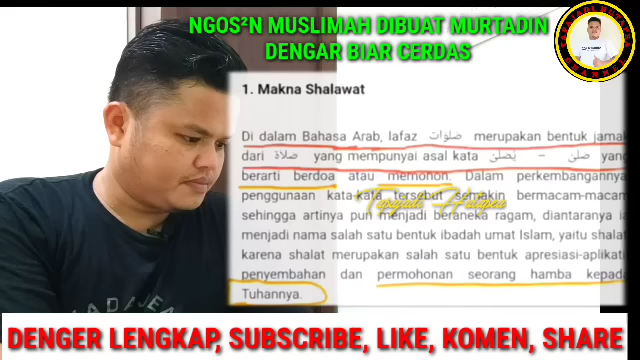 NGOS²N MUSLIMAH DIBUAT MURTADIN
DENGAR BIAR CERDAS
1. Makna Shalawat
Di dalam Bahasa Arab, lafaz صلوات merupakan bentuk jamak
dari صلاة yang mempunyai asal kata صلى – يصلى yang
berarti berdoa atau memohon. Dalam perkembangannya
penggunaan kata-kata tersebut semakin bermacam-macam
sehingga artinya pun menjadi beraneka ragam, diantaranya ia
menjadi nama salah satu bentuk ibadah umat Islam, yaitu shalat
karena shalat merupakan salah satu bentuk apresiasi-aplikati
penyembahan dan permohonan seorang hamba kepada
Tuhannya.
DENGER LENGKAP, SUBSCRIBE, LIKE, KOMEN, SHARE